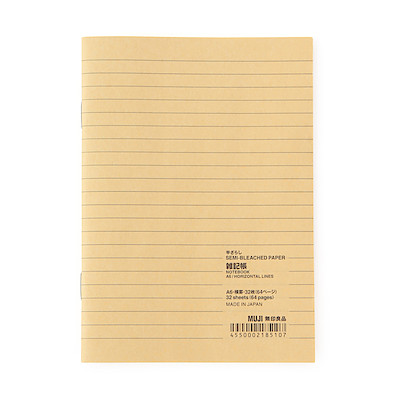 半ざらし
SEMI-BLEACHED PAPER
雑記帳
NOTEBOOK
A6 / HORIZONTAL LINES
A6・横罫・32枚(64ページ)
32 sheets (64 pages)
MADE IN JAPAN
MUJI 無印良品
4550002185107